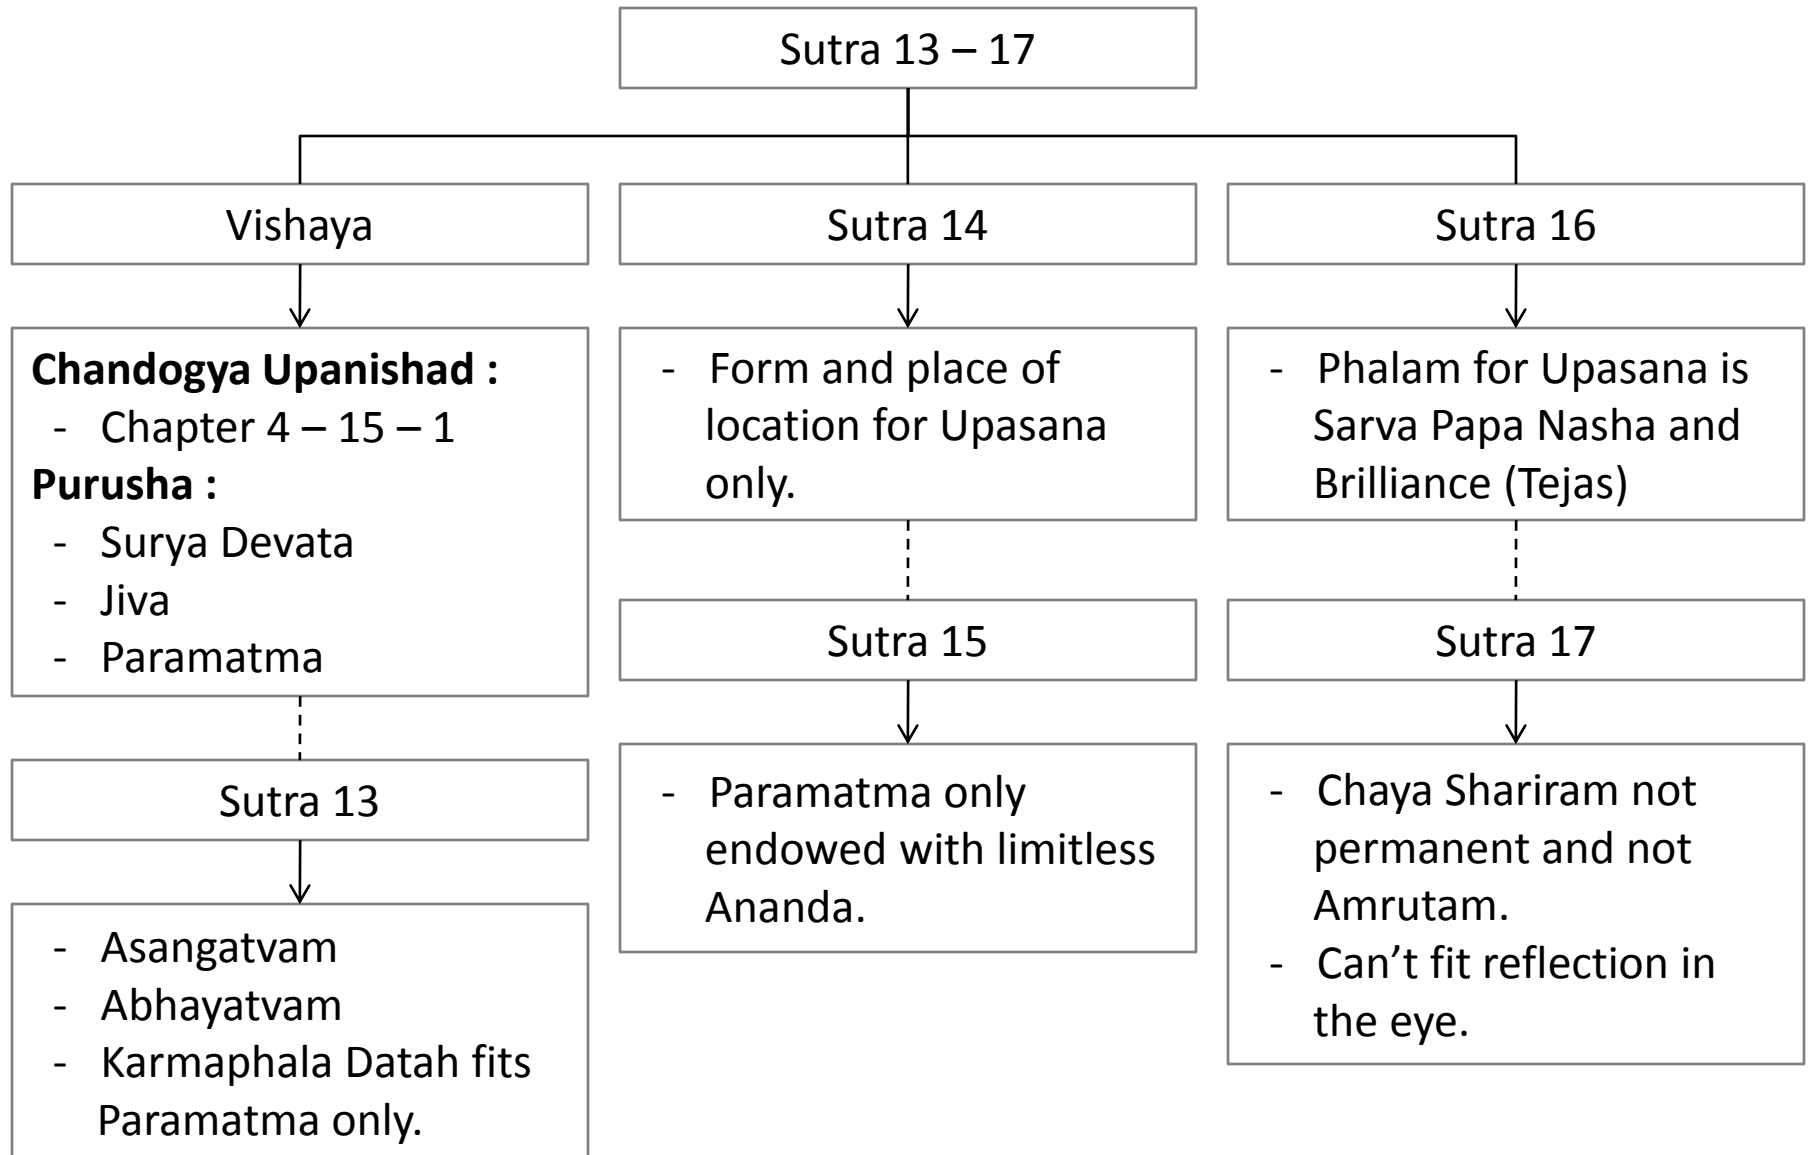 Sutra 13 – 17
Vishaya
Chandogya Upanishad :
- Chapter 4 – 15 – 1
Purusha :
- Surya Devata
- Jiva
- Paramatma
Sutra 13
- Asangatvam
- Abhayatvam
- Karmaphala Datah fits
Paramatma only.
Sutra 14
- Form and place of
location for Upasana
only.
Sutra 15
- Paramatma only
endowed with limitless
Ananda.
Sutra 16
- Phalam for Upasana is
Sarva Papa Nasha and
Brilliance (Tejas)
Sutra 17
- Chaya Shariram not
permanent and not
Amrutam.
- Can’t fit reflection in
the eye.